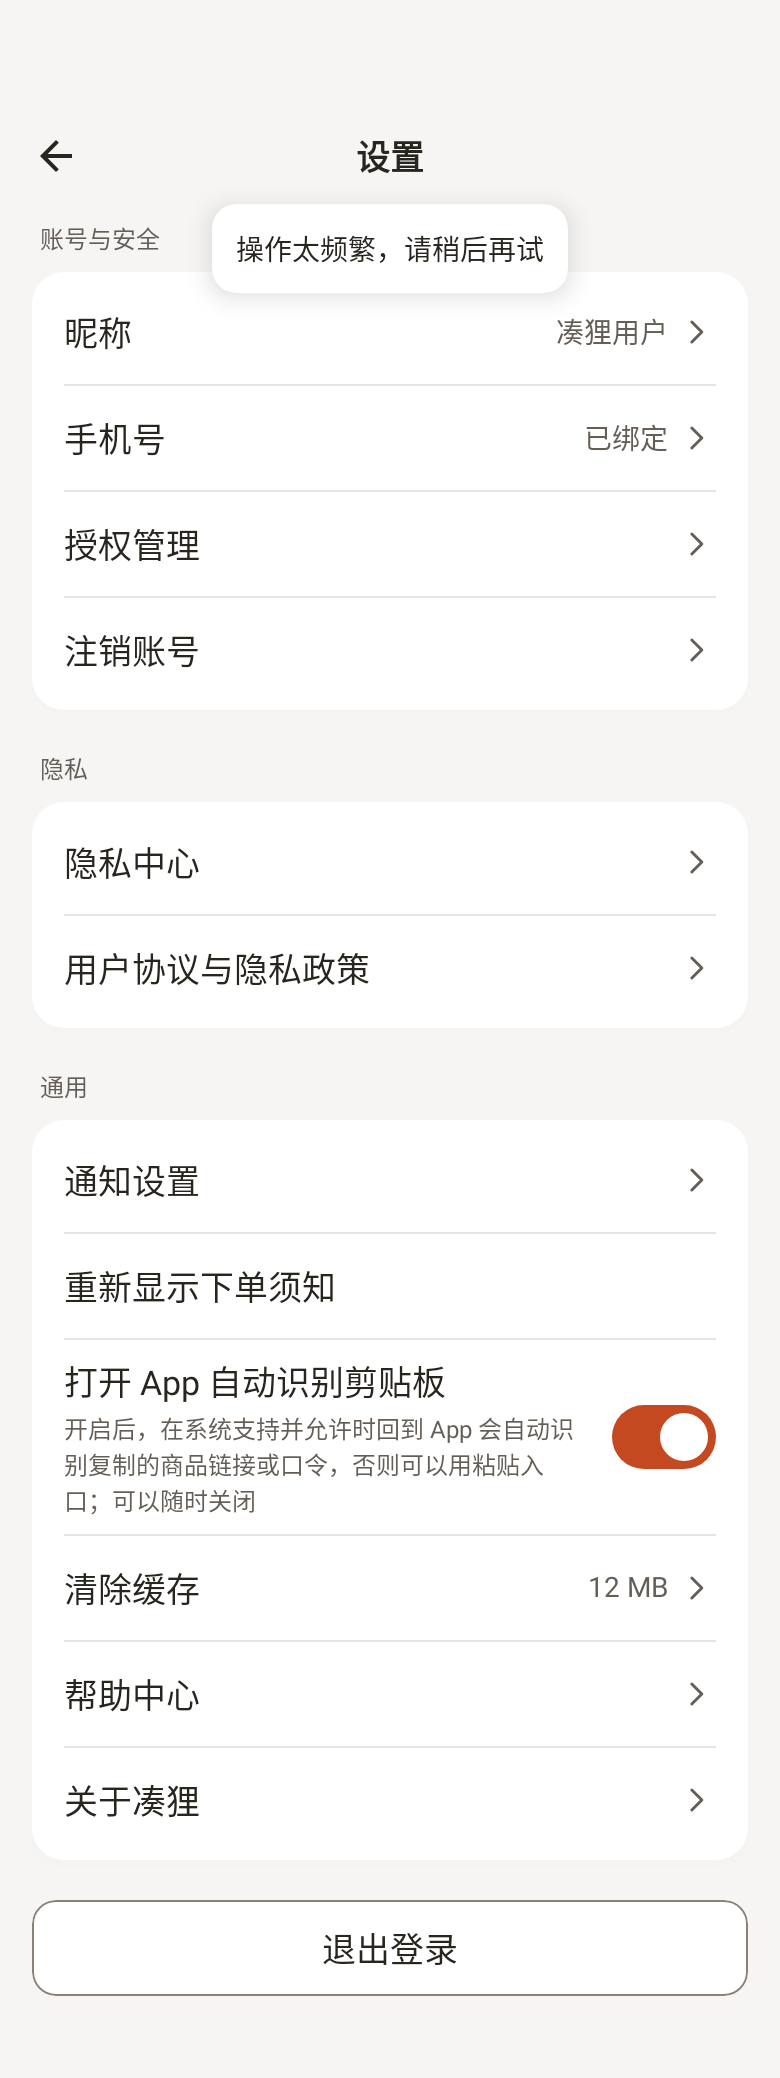 设置
操作太频繁，请稍后再试
账号与安全
昵称
凑狸用户
手机号
已绑定
授权管理
注销账号
隐私
隐私中心
用户协议与隐私政策
通用
通知设置
重新显示下单须知
打开 App 自动识别剪贴板
开启后，在系统支持并允许时回到 App 会自动识
别复制的商品链接或口令，否则可以用粘贴入
口；可以随时关闭
清除缓存
12 MB
帮助中心
关于凑狸
退出登录